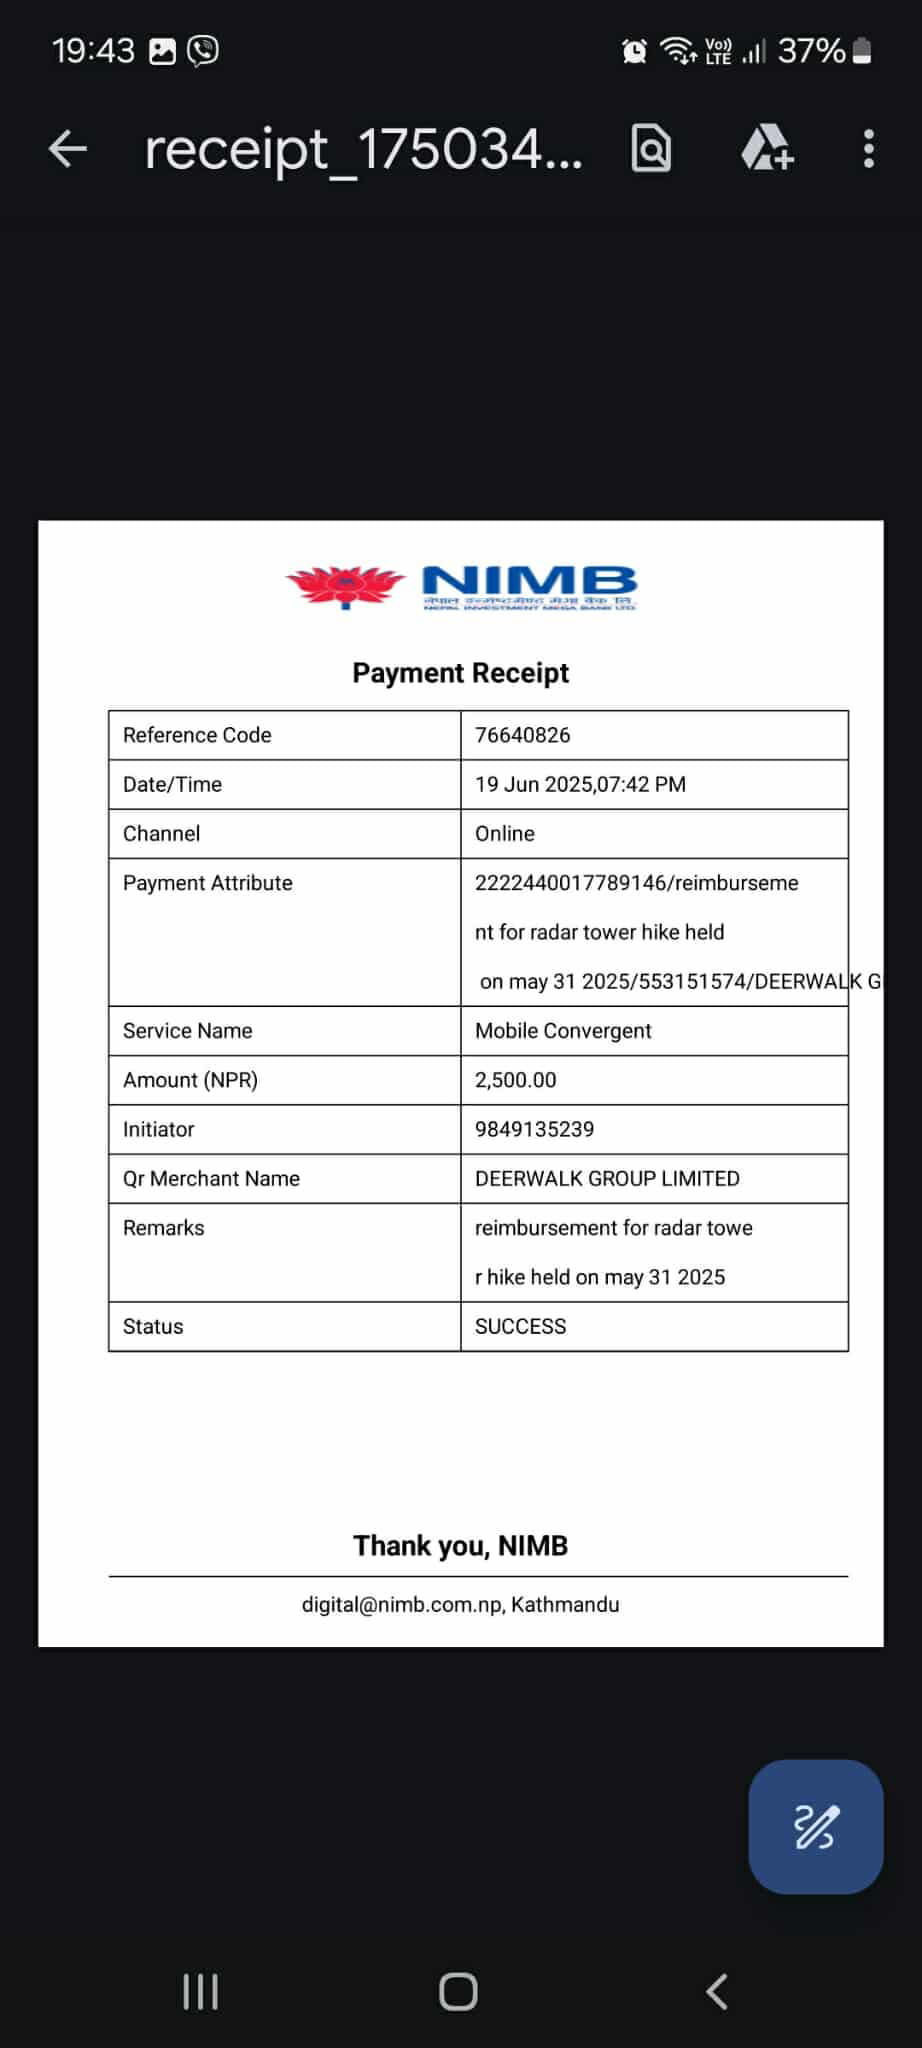 19:43
Vo)) LTE 37%
receipt_175034...
NIMB
नेपाल इन्भेष्टमेण्ट मेगा बैंक लि.
NEPAL INVESTMENT MEGA BANK LTD.
Payment Receipt
Reference Code 76640826
Date/Time 19 Jun 2025,07:42 PM
Channel Online
Payment Attribute 2222440017789146/reimburseme
nt for radar tower hike held
on may 31 2025/553151574/DEERWALK G
Service Name Mobile Convergent
Amount (NPR) 2,500.00
Initiator 9849135239
Qr Merchant Name DEERWALK GROUP LIMITED
Remarks reimbursement for radar towe
r hike held on may 31 2025
Status SUCCESS
Thank you, NIMB
digital@nimb.com.np, Kathmandu